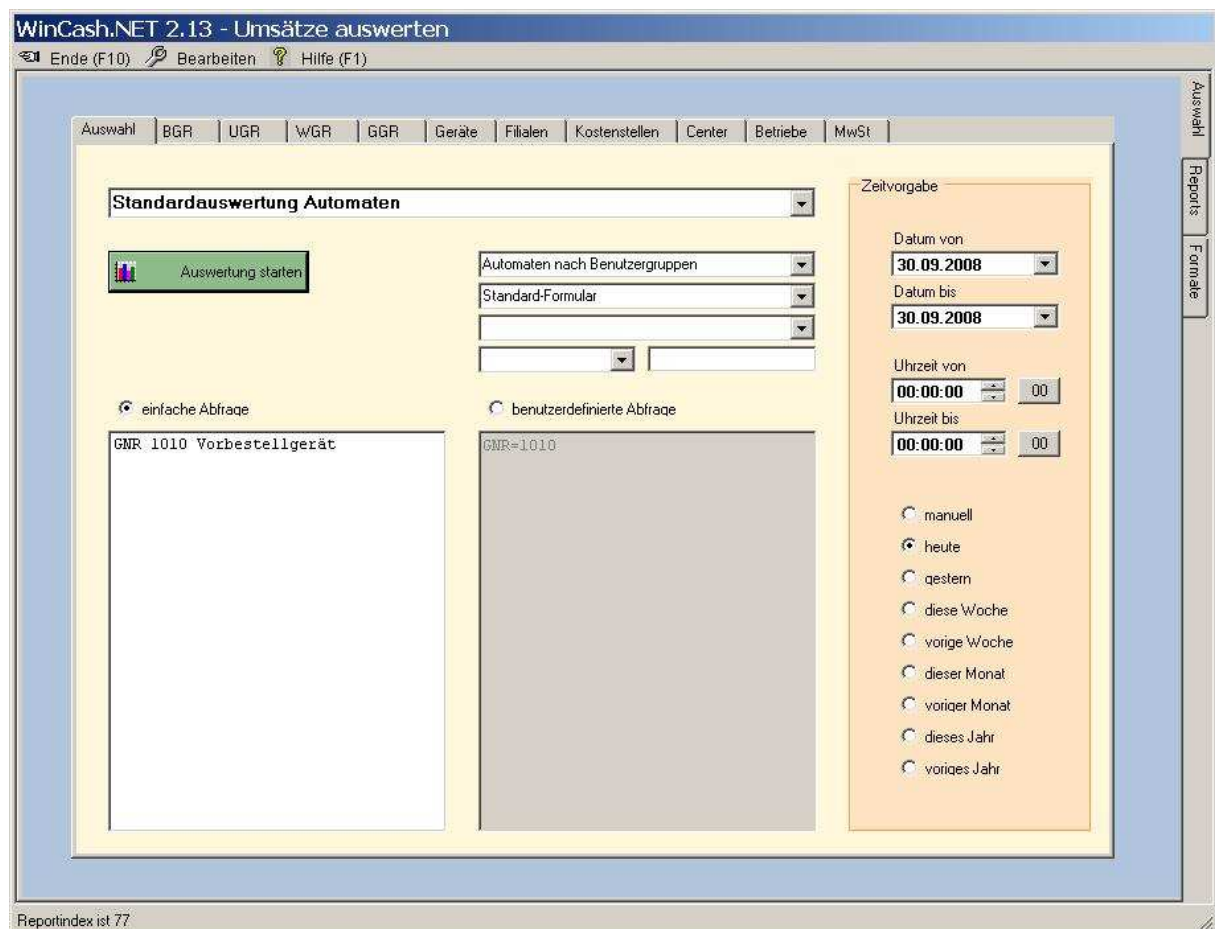 WinCash.NET 2.13 - Umsätze auswerten
Ende (F10) Bearbeiten Hilfe (F1)
Auswahl BGR UGR WGR GGR Geräte Filialen Kostenstellen Center Betriebe MwSt
Auswahl
Reports
Formate
Standardauswertung Automaten
Auswertung starten
Automaten nach Benutzergruppen
Standard-Formular
einfache Abfrage
benutzerdefinierte Abfrage
GNR 1010 Vorbestellgerät
GNR=1010
Zeitvorgabe
Datum von
30.09.2008
Datum bis
30.09.2008
Uhrzeit von
00:00:00 00
Uhrzeit bis
00:00:00 00
manuell
heute
gestern
diese Woche
vorige Woche
dieser Monat
voriger Monat
dieses Jahr
voriges Jahr
Reportindex ist 77